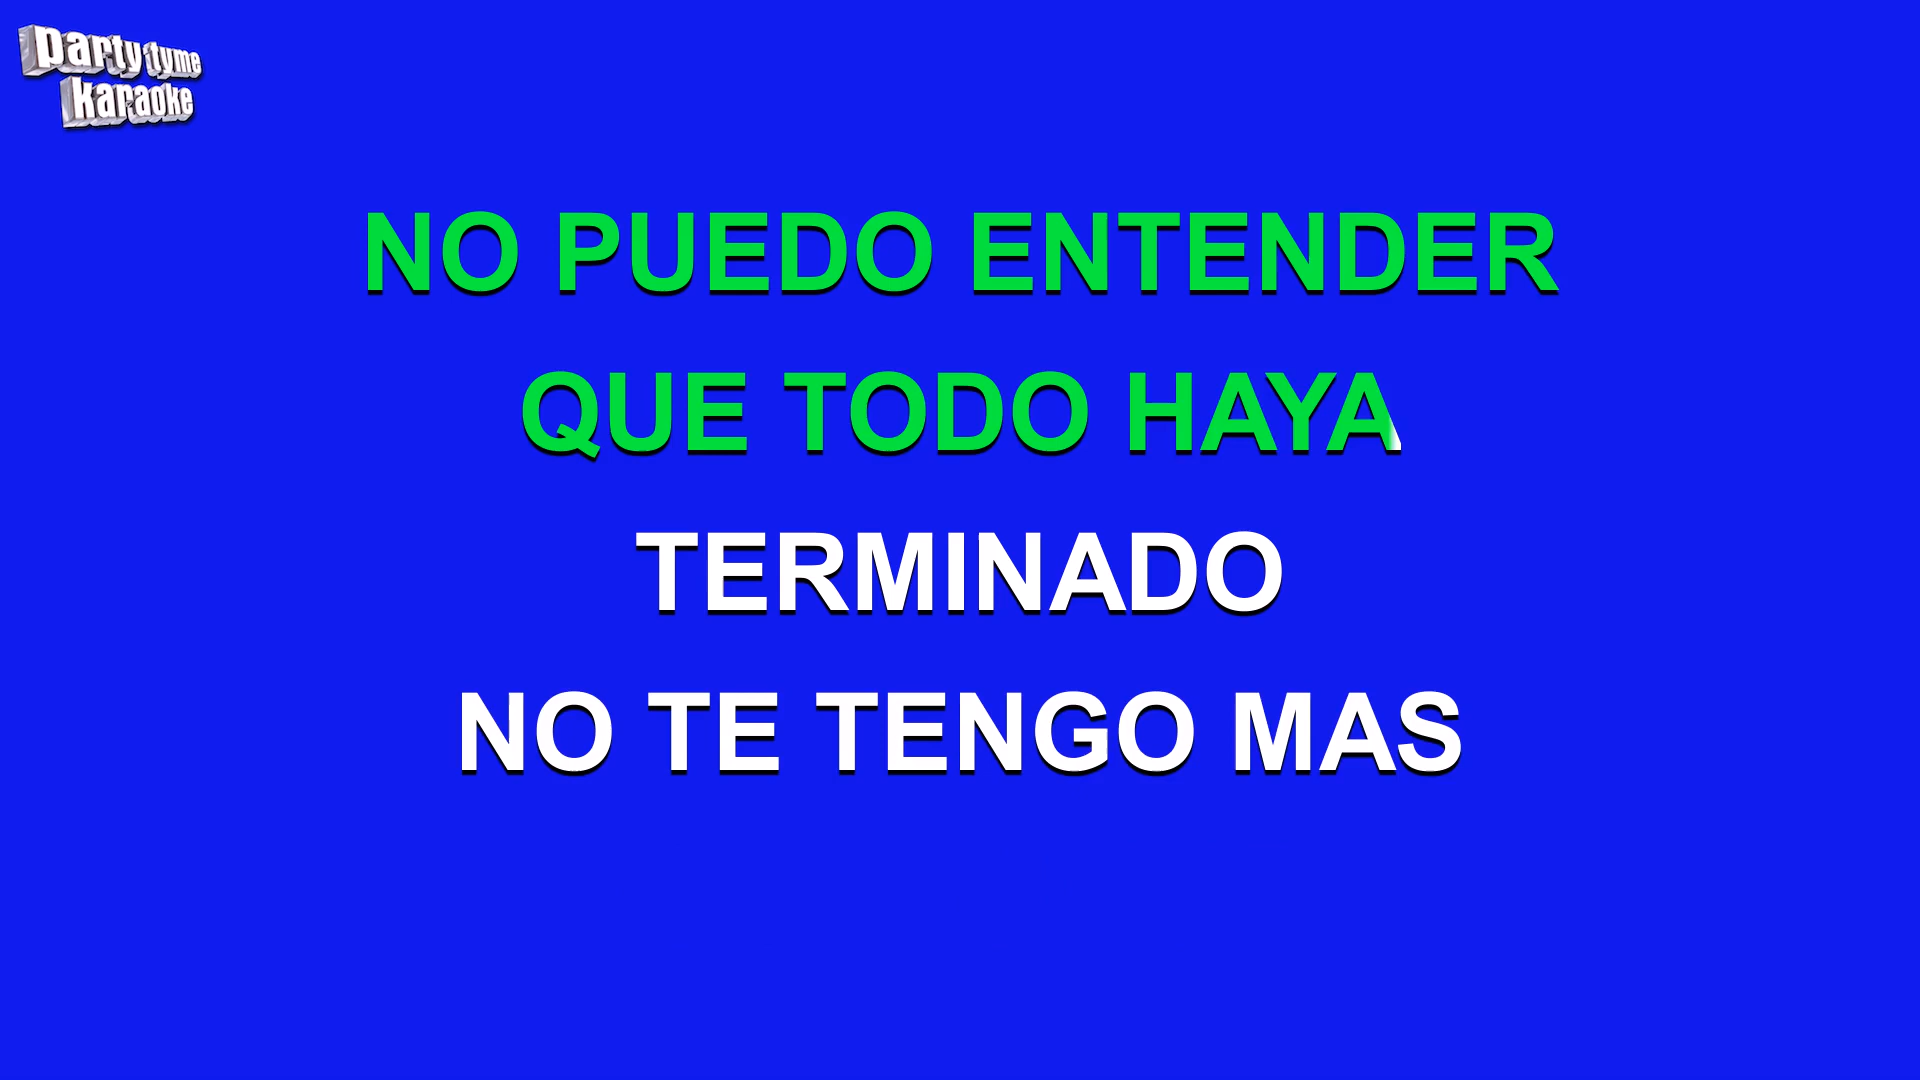 party tyme
karaoke
NO PUEDO ENTENDER
QUE TODO HAYA
TERMINADO
NO TE TENGO MAS